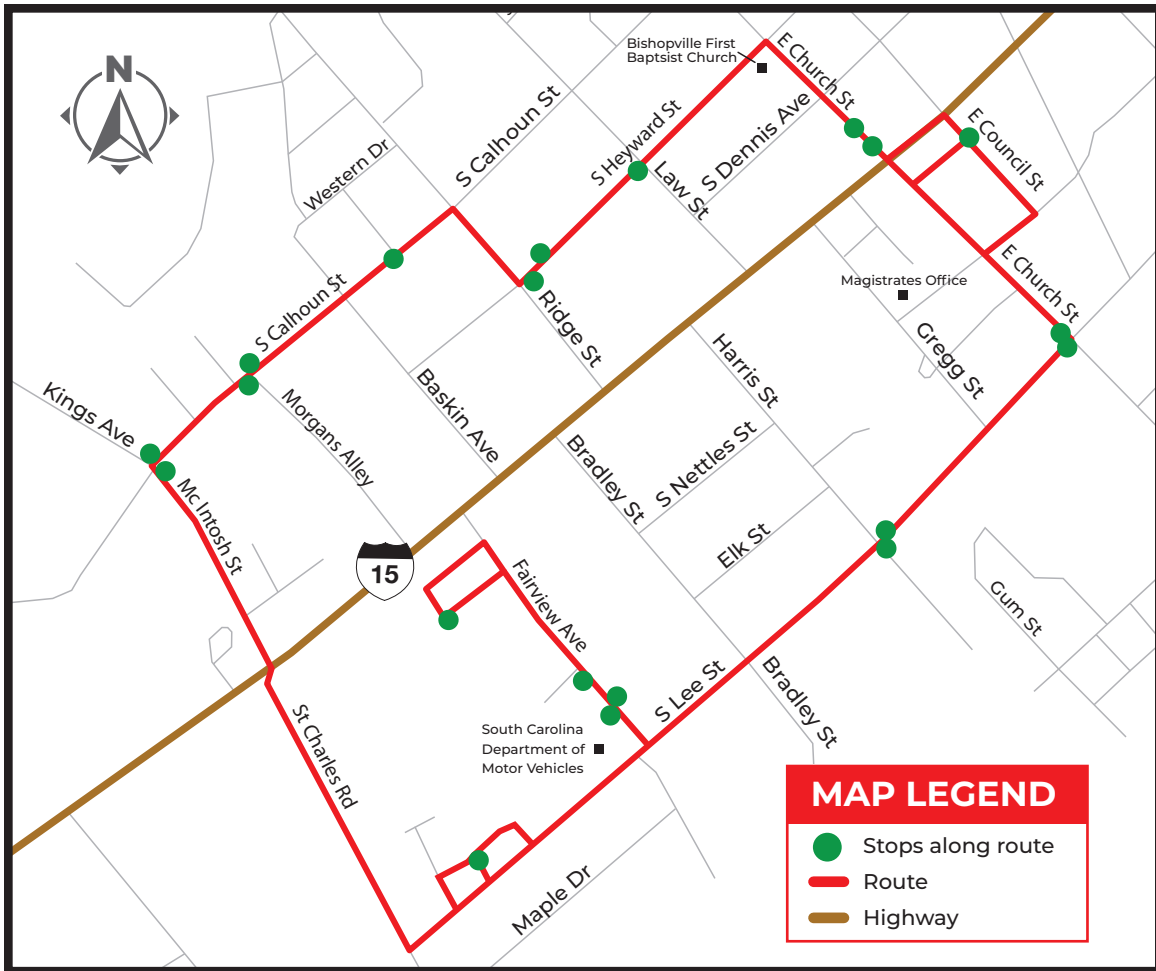 N
Bishopville First
Baptsist Church
E Church St
S Calhoun St
Western Dr
S Heyward St
S Dennis Ave
Law St
E Council St
S Calhoun St
Ridge St
Magistrates Office
E Church St
Kings Ave
Morgans Alley
Baskin Ave
Harris St
Gregg St
Mc Intosh St
Bradley St
S Nettles St
Elk St
15
Fairview Ave
Gum St
S Lee St
Bradley St
St Charles Rd
South Carolina
Department of
Motor Vehicles
Maple Dr
MAP LEGEND
Stops along route
Route
Highway